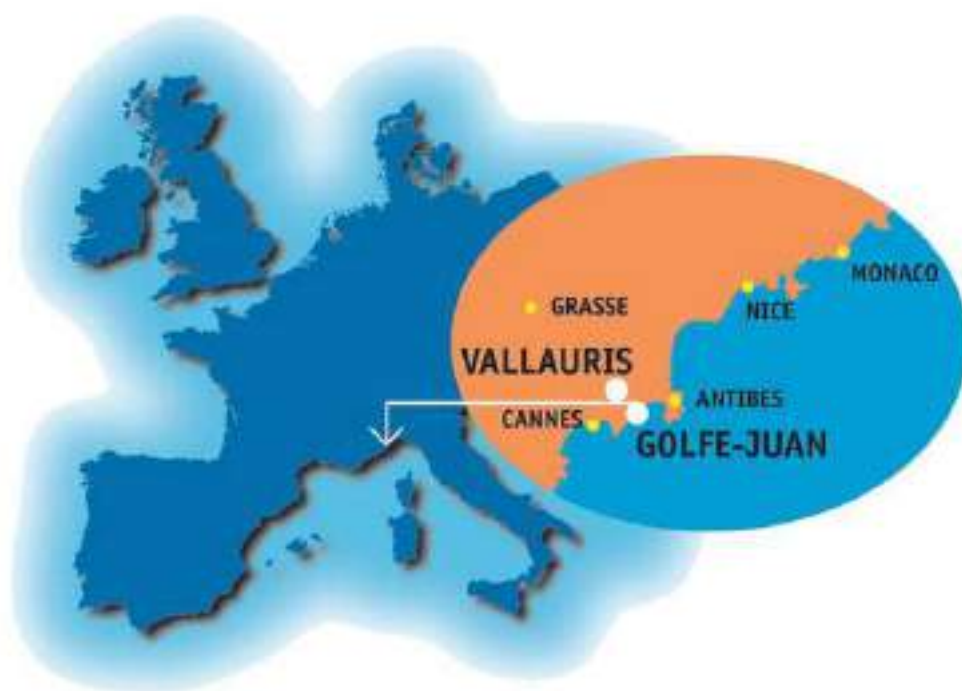 MONACO
NICE
GRASSE
VALLAURIS
ANTIBES
CANNES
GOLFE-JUAN